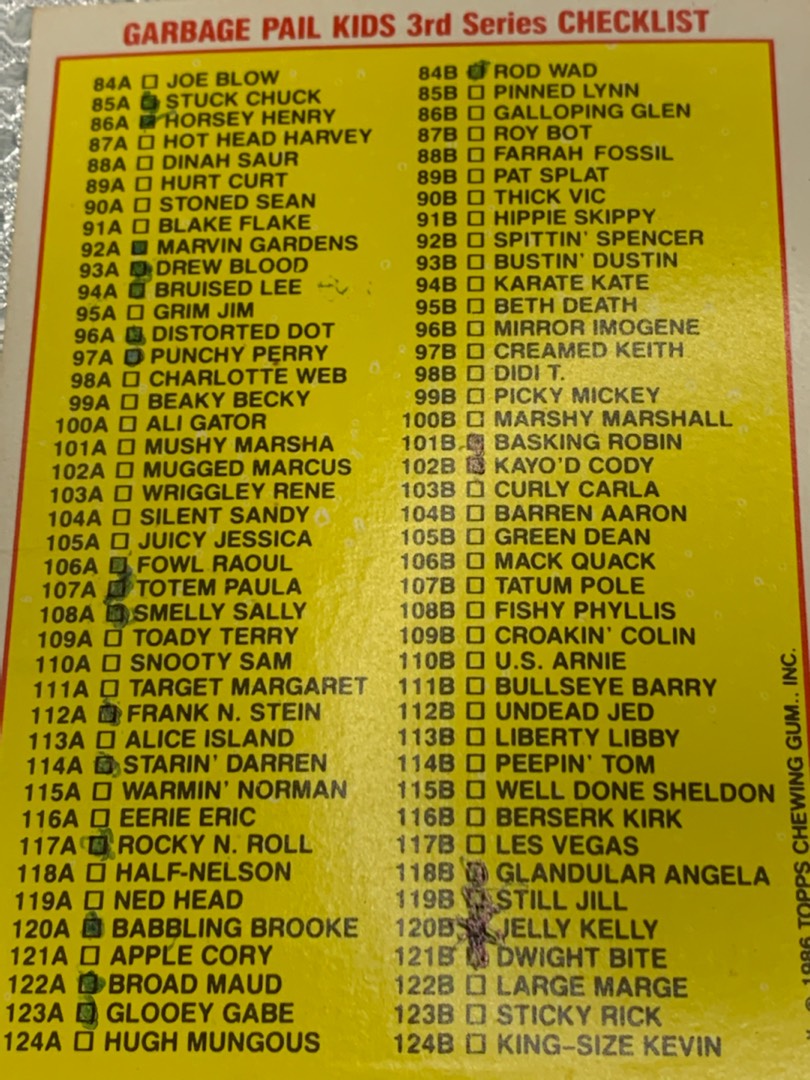 GARBAGE PAIL KIDS 3rd Series CHECKLIST
84A JOE BLOW
85A STUCK CHUCK
86A HORSEY HENRY
87A HOT HEAD HARVEY
88A DINAH SAUR
89A HURT CURT
90A STONED SEAN
91A BLAKE FLAKE
92A MARVIN GARDENS
93A DREW BLOOD
94A BRUISED LEE
95A GRIM JIM
96A DISTORTED DOT
97A PUNCHY PERRY
98A CHARLOTTE WEB
99A BEAKY BECKY
100A ALI GATOR
101A MUSHY MARSHA
102A MUGGED MARCUS
103A WRIGGLEY RENE
104A SILENT SANDY
105A JUICY JESSICA
106A FOWL RAOUL
107A TOTEM PAULA
108A SMELLY SALLY
109A TOADY TERRY
110A SNOOTY SAM
111A TARGET MARGARET
112A FRANK N. STEIN
113A ALICE ISLAND
114A STARIN' DARREN
115A WARMIN' NORMAN
116A EERIE ERIC
117A ROCKY N. ROLL
118A HALF-NELSON
119A NED HEAD
120A BABBLING BROOKE
121A APPLE CORY
122A BROAD MAUD
123A GLOOEY GABE
124A HUGH MUNGOUS
84B ROD WAD
85B PINNED LYNN
86B GALLOPING GLEN
87B ROY BOT
88B FARRAH FOSSIL
89B PAT SPLAT
90B THICK VIC
91B HIPPIE SKIPPY
92B SPITTIN' SPENCER
93B BUSTIN' DUSTIN
94B KARATE KATE
95B BETH DEATH
96B MIRROR IMOGENE
97B CREAMED KEITH
98B DIDI T.
99B PICKY MICKEY
100B MARSHY MARSHALL
101B BASKING ROBIN
102B KAYO'D CODY
103B CURLY CARLA
104B BARREN AARON
105B GREEN DEAN
106B MACK QUACK
107B TATUM POLE
108B FISHY PHYLLIS
109B CROAKIN' COLIN
110B U.S. ARNIE
111B BULLSEYE BARRY
112B UNDEAD JED
113B LIBERTY LIBBY
114B PEEPIN' TOM
115B WELL DONE SHELDON
116B BERSERK KIRK
117B LES VEGAS
118B GLANDULAR ANGELA
119B STILL JILL
120B JELLY KELLY
121B DWIGHT BITE
122B LARGE MARGE
123B STICKY RICK
124B KING-SIZE KEVIN
1986 TOPPS CHEWING GUM., INC.